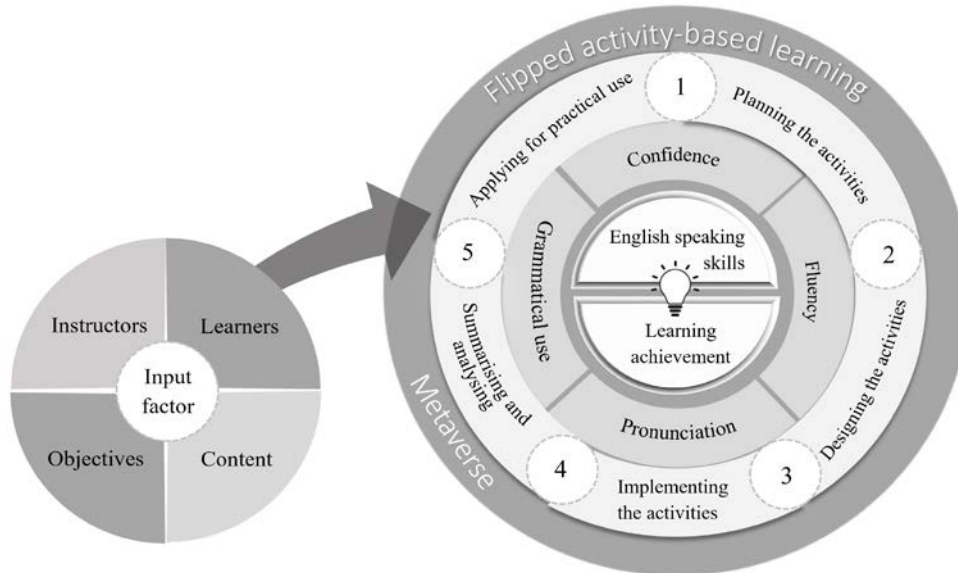 Instructors
Learners
Input
factor
Objectives
Content
Flipped activity-based learning
Metaverse
1
Planning the activities
2
Designing the activities
3
Implementing
the activities
4
Summarising and
analysing
5
Applying for practical use
Confidence
Fluency
Pronunciation
Grammatical use
English speaking
skills
Learning
achievement